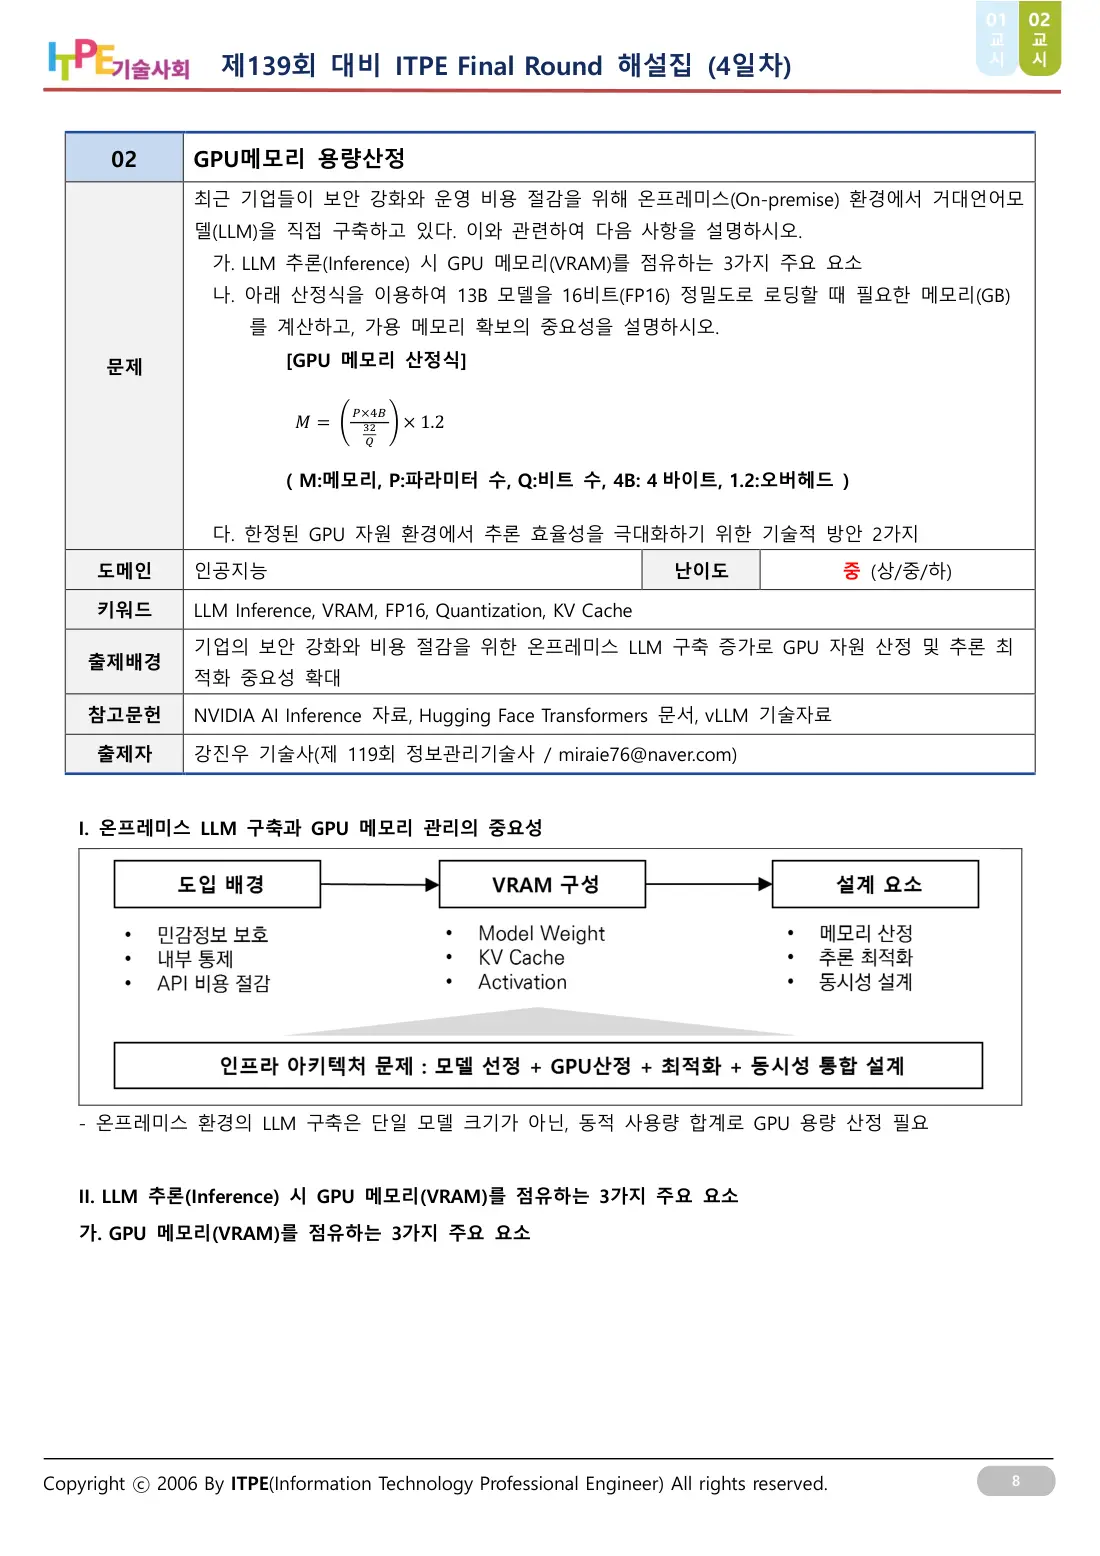 ITPE기술사회 제139회 대비 ITPE Final Round 해설집 (4일차)
01 교시
02 교시
02 GPU메모리 용량산정
문제
최근 기업들이 보안 강화와 운영 비용 절감을 위해 온프레미스(On-premise) 환경에서 거대언어모
델(LLM)을 직접 구축하고 있다. 이와 관련하여 다음 사항을 설명하시오.
가. LLM 추론(Inference) 시 GPU 메모리(VRAM)를 점유하는 3가지 주요 요소
나. 아래 산정식을 이용하여 13B 모델을 16비트(FP16) 정밀도로 로딩할 때 필요한 메모리(GB)
를 계산하고, 가용 메모리 확보의 중요성을 설명하시오.
[GPU 메모리 산정식]
M = (P×4B / (32/Q)) × 1.2
( M:메모리, P:파라미터 수, Q:비트 수, 4B: 4 바이트, 1.2:오버헤드 )
다. 한정된 GPU 자원 환경에서 추론 효율성을 극대화하기 위한 기술적 방안 2가지
도메인 인공지능 난이도 중 (상/중/하)
키워드 LLM Inference, VRAM, FP16, Quantization, KV Cache
출제배경
기업의 보안 강화와 비용 절감을 위한 온프레미스 LLM 구축 증가로 GPU 자원 산정 및 추론 최
적화 중요성 확대
참고문헌 NVIDIA AI Inference 자료, Hugging Face Transformers 문서, vLLM 기술자료
출제자 강진우 기술사(제 119회 정보관리기술사 / miraie76@naver.com)
I. 온프레미스 LLM 구축과 GPU 메모리 관리의 중요성
도입 배경
• 민감정보 보호
• 내부 통제
• API 비용 절감
VRAM 구성
• Model Weight
• KV Cache
• Activation
설계 요소
• 메모리 산정
• 추론 최적화
• 동시성 설계
인프라 아키텍처 문제 : 모델 선정 + GPU산정 + 최적화 + 동시성 통합 설계
- 온프레미스 환경의 LLM 구축은 단일 모델 크기가 아닌, 동적 사용량 합계로 GPU 용량 산정 필요
II. LLM 추론(Inference) 시 GPU 메모리(VRAM)를 점유하는 3가지 주요 요소
가. GPU 메모리(VRAM)를 점유하는 3가지 주요 요소
Copyright ⓒ 2006 By ITPE(Information Technology Professional Engineer) All rights reserved.
8